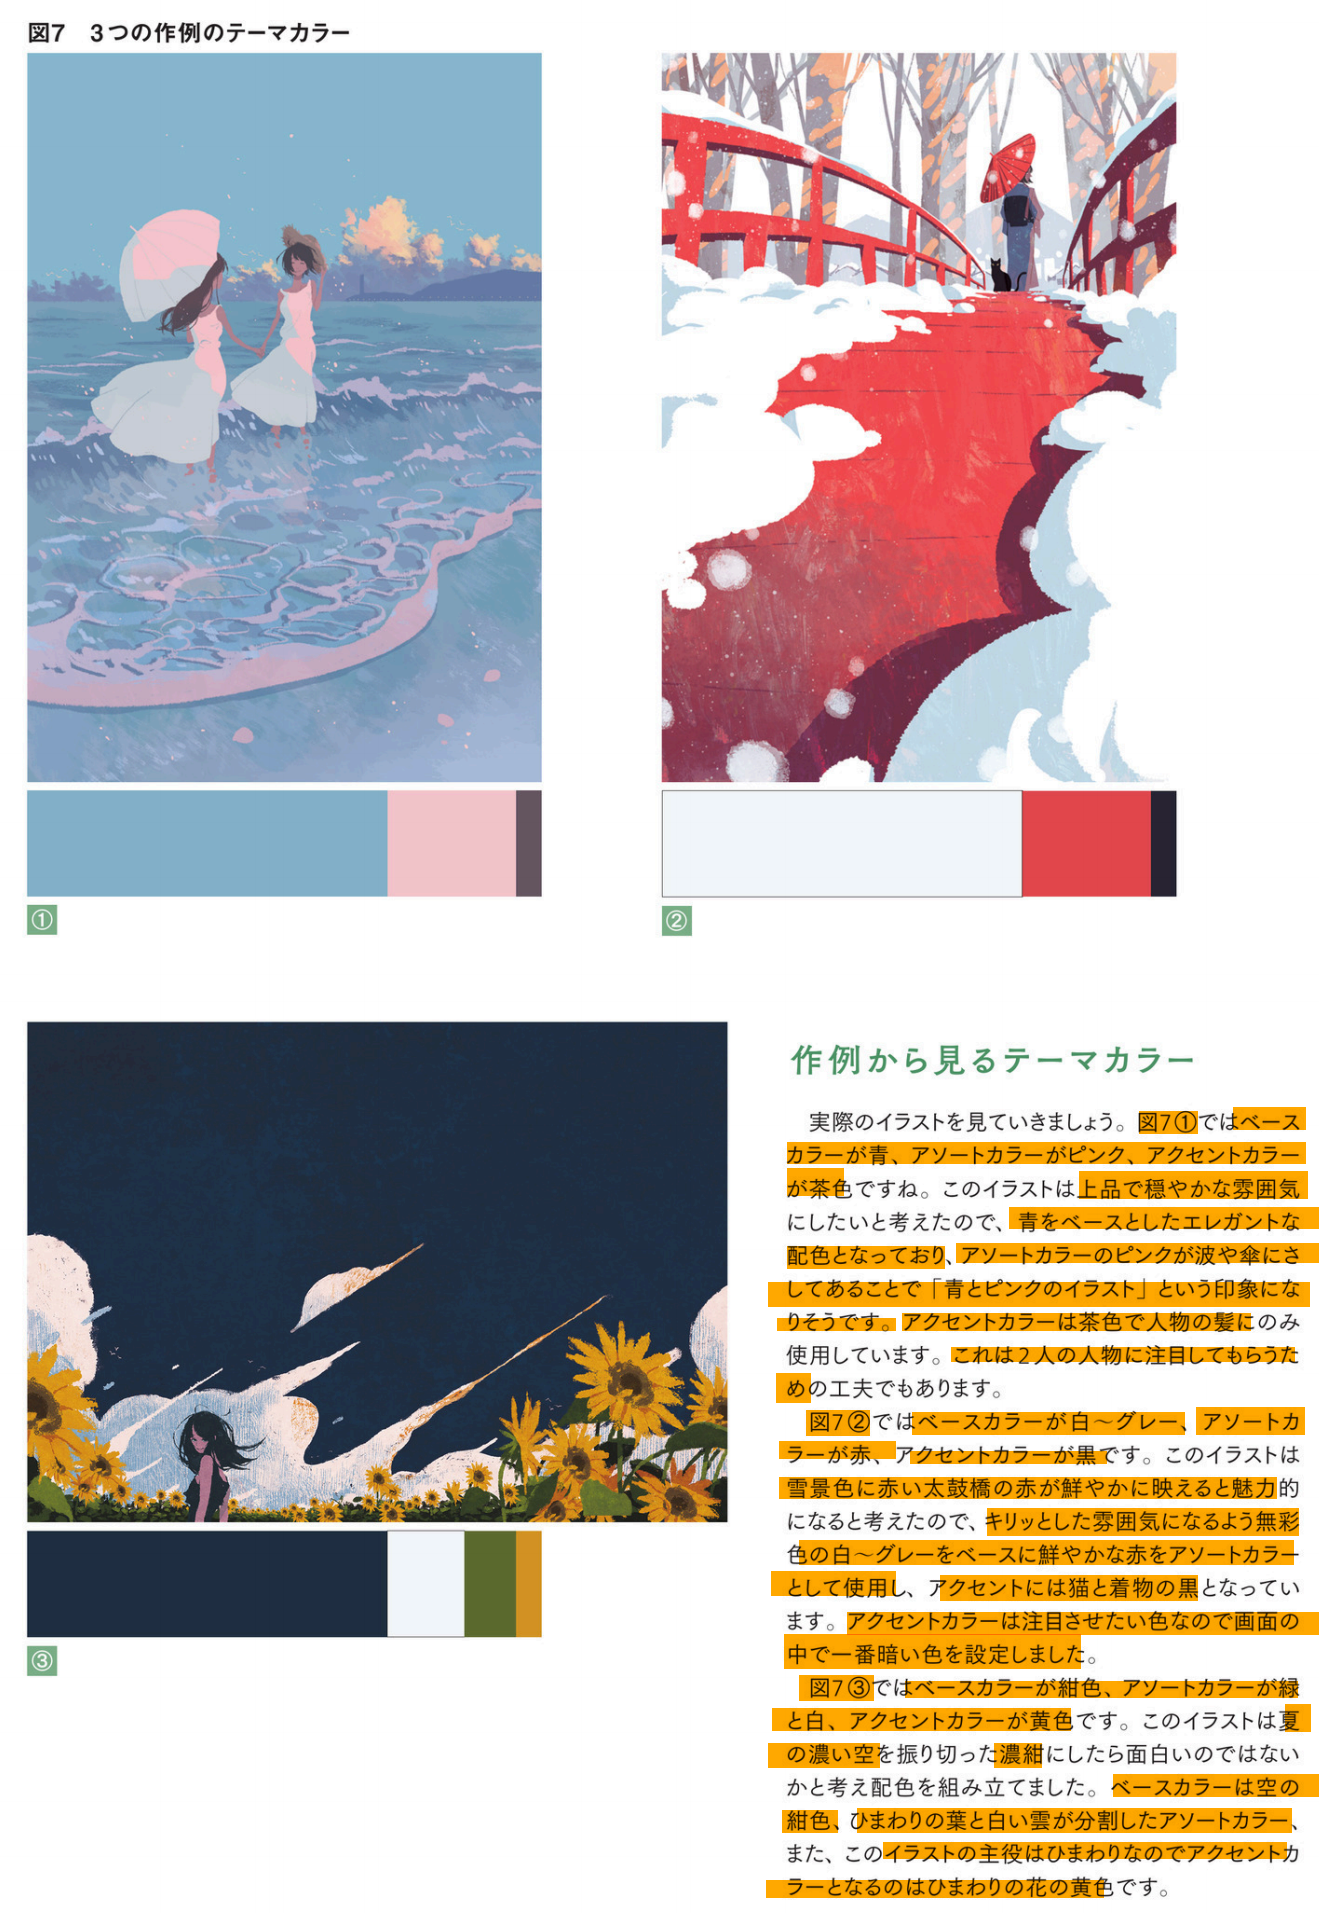 図7　3つの作例のテーマカラー
①
②
③
作例から見るテーマカラー
　実際のイラストを見ていきましょう。図7①ではベース
カラーが青、アソートカラーがピンク、アクセントカラー
が茶色ですね。このイラストは上品で穏やかな雰囲気
にしたいと考えたので、青をベースとしたエレガントな
配色となっており、アソートカラーのピンクが波や傘にさ
してあることで「青とピンクのイラスト」という印象にな
りそうです。アクセントカラーは茶色で人物の髪にのみ
使用しています。これは2人の人物に注目してもらうた
めの工夫でもあります。
　図7②ではベースカラーが白〜グレー、アソートカ
ラーが赤、アクセントカラーが黒です。このイラストは
雪景色に赤い太鼓橋の赤が鮮やかに映えると魅力的
になると考えたので、キリッとした雰囲気になるよう無彩
色の白〜グレーをベースに鮮やかな赤をアソートカラー
として使用し、アクセントには猫と着物の黒となってい
ます。アクセントカラーは注目させたい色なので画面の
中で一番暗い色を設定しました。
　図7③ではベースカラーが紺色、アソートカラーが緑
と白、アクセントカラーが黄色です。このイラストは夏
の濃い空を振り切った濃紺にしたら面白いのではない
かと考え配色を組み立てました。ベースカラーは空の
紺色、ひまわりの葉と白い雲が分割したアソートカラー、
また、このイラストの主役はひまわりなのでアクセントカ
ラーとなるのはひまわりの花の黄色です。